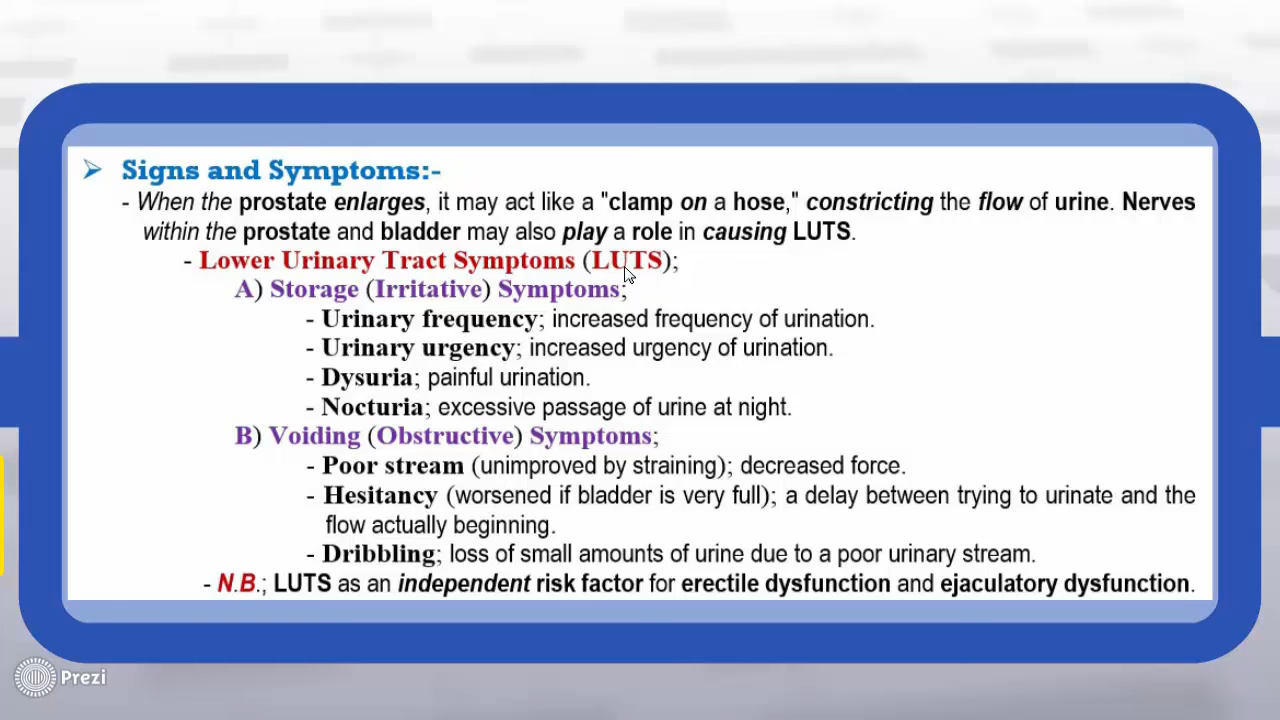 ➢ Signs and Symptoms:-
- When the prostate enlarges, it may act like a "clamp on a hose," constricting the flow of urine. Nerves
within the prostate and bladder may also play a role in causing LUTS.
- Lower Urinary Tract Symptoms (LUTS);
A) Storage (Irritative) Symptoms;
- Urinary frequency; increased frequency of urination.
- Urinary urgency; increased urgency of urination.
- Dysuria; painful urination.
- Nocturia; excessive passage of urine at night.
B) Voiding (Obstructive) Symptoms;
- Poor stream (unimproved by straining); decreased force.
- Hesitancy (worsened if bladder is very full); a delay between trying to urinate and the
flow actually beginning.
- Dribbling; loss of small amounts of urine due to a poor urinary stream.
- N.B.; LUTS as an independent risk factor for erectile dysfunction and ejaculatory dysfunction.
Prezi